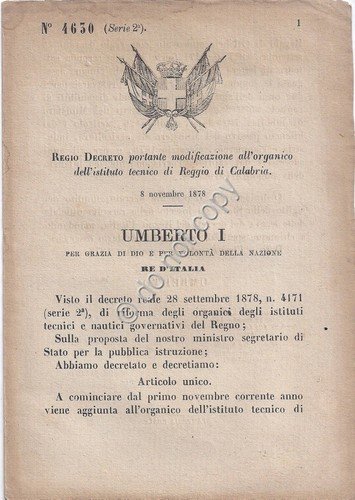 N° 4630 (Serie 2ª).
1
REGIO DECRETO portante modificazione all'organico
dell'istituto tecnico di Reggio di Calabria.
8 novembre 1878
UMBERTO I
PER GRAZIA DI DIO E PER VOLONTÀ DELLA NAZIONE
RE D'ITALIA
Visto il decreto reale 28 settembre 1878, n. 4171
(serie 2ª), di riforma degli organici degli istituti
tecnici e nautici governativi del Regno;
Sulla proposta del nostro ministro segretario di
Stato per la pubblica istruzione;
Abbiamo decretato e decretiamo:
Articolo unico.
A cominciare dal primo novembre corrente anno
viene aggiunta all'organico dell'istituto tecnico di
do not copy